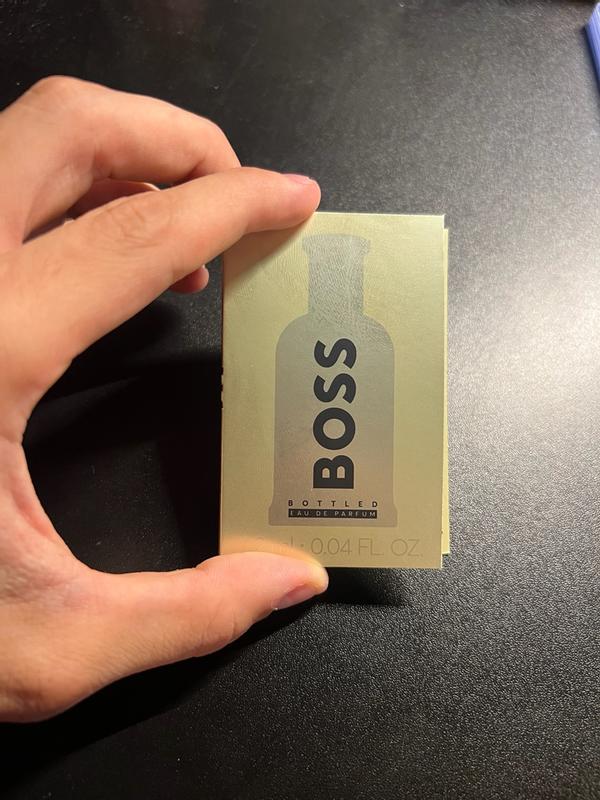 BOSS
BOTTLED
EAU DE PARFUM
0.04 FL. OZ.